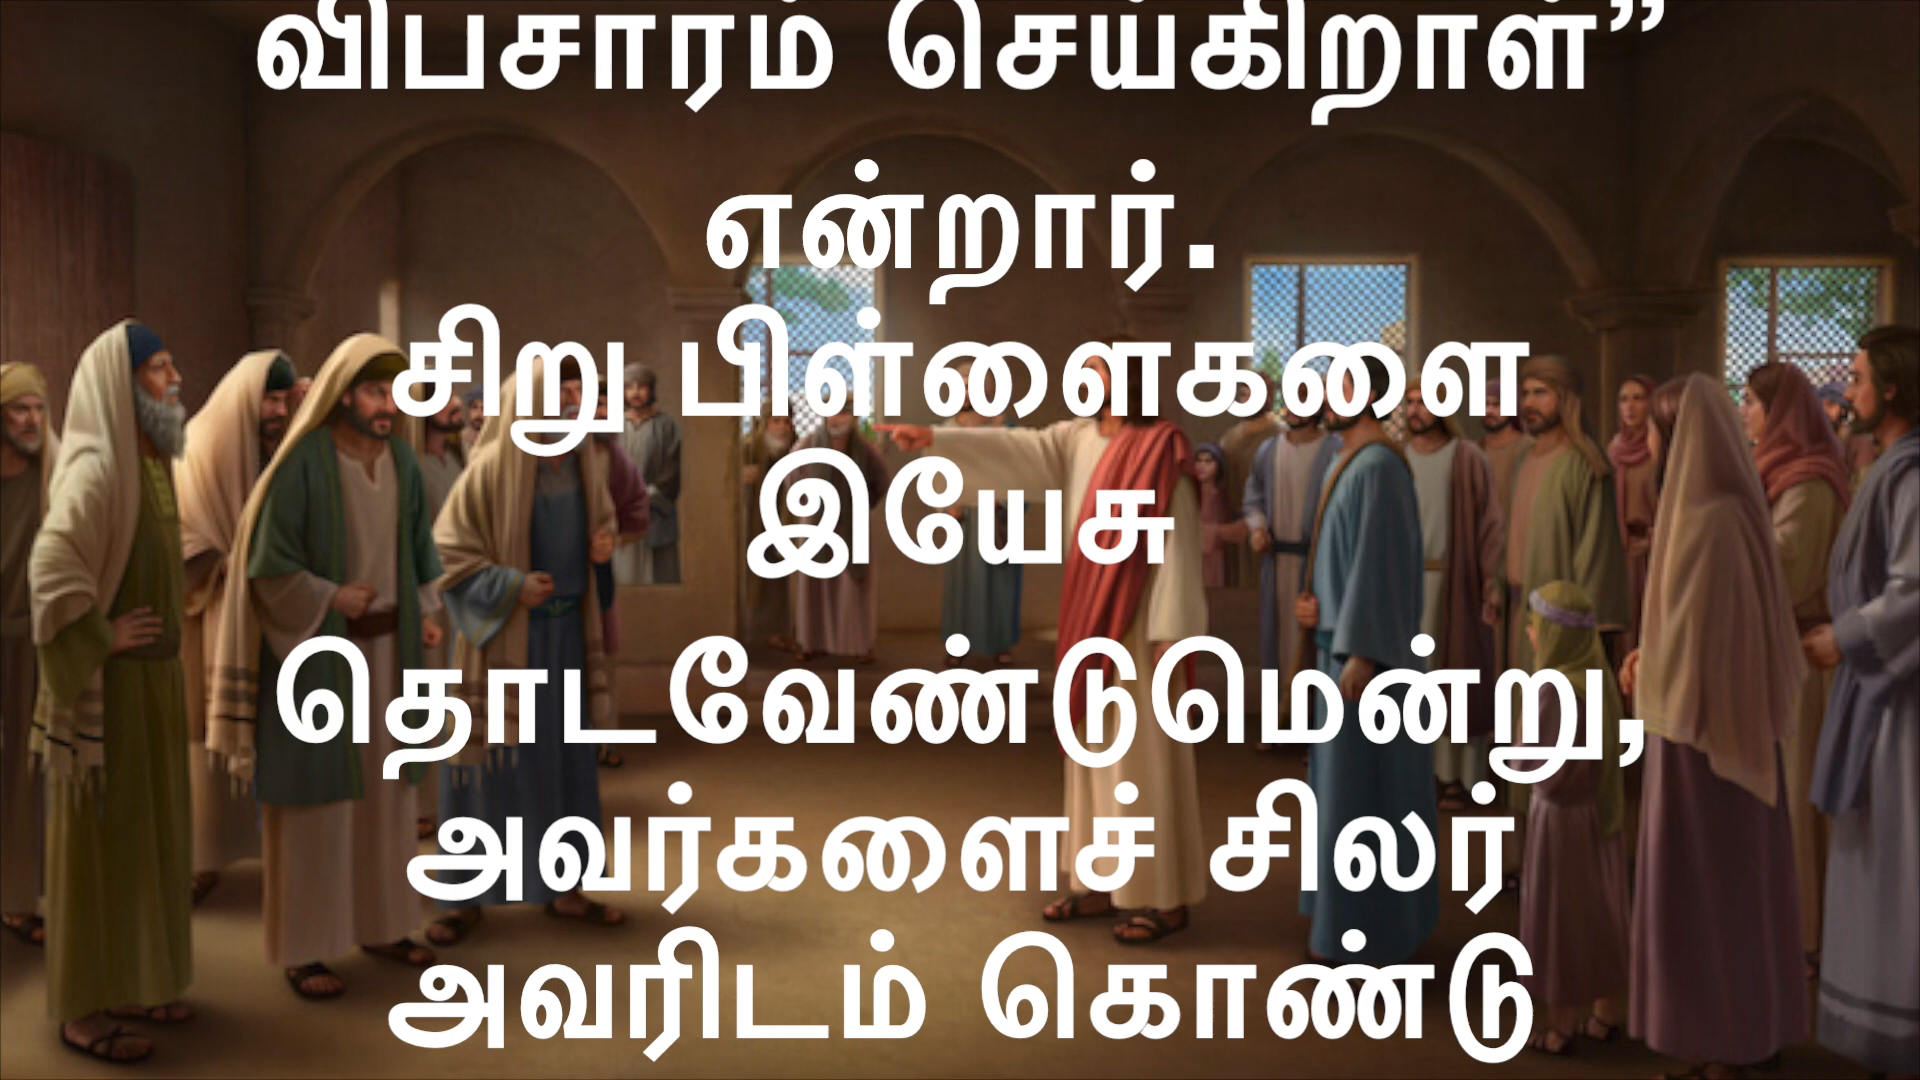 விபசாரம் செய்கிறாள்”
என்றார்.
சிறு பிள்ளைகளை
இயேசு
தொடவேண்டுமென்று,
அவர்களைச் சிலர்
அவரிடம் கொண்டு